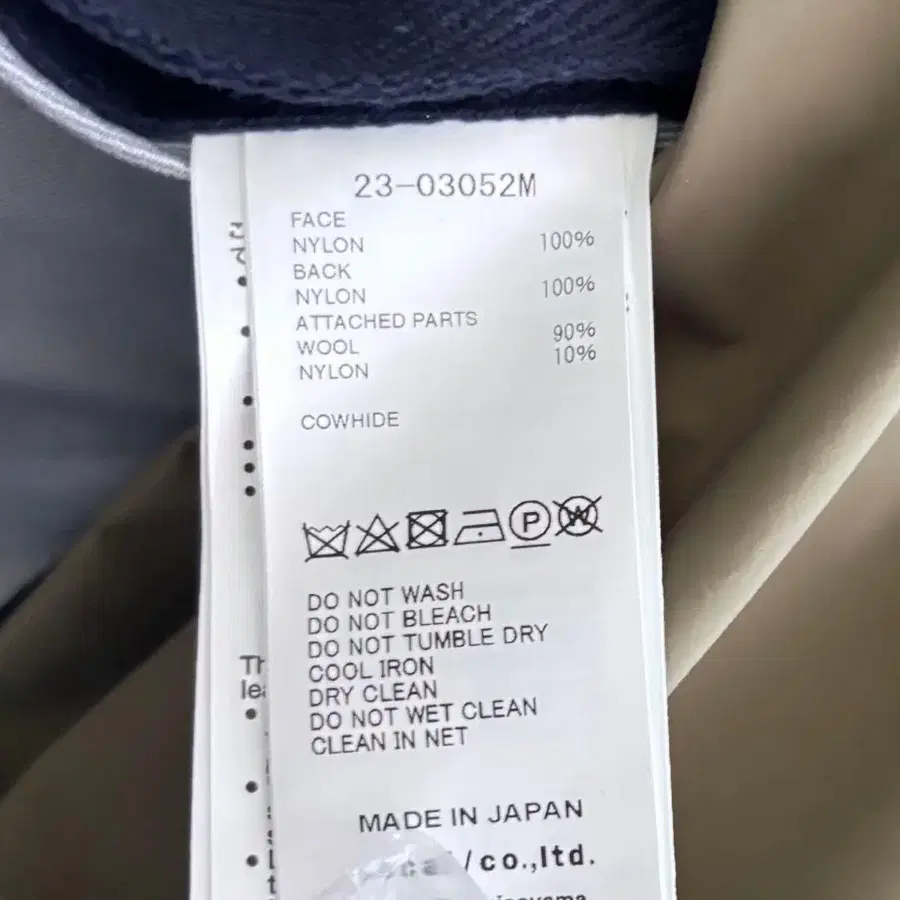 23-03052M
FACE
NYLON 100%
BACK
NYLON 100%
ATTACHED PARTS
WOOL 90%
NYLON 10%
COWHIDE
P
W
DO NOT WASH
DO NOT BLEACH
DO NOT TUMBLE DRY
COOL IRON
DRY CLEAN
DO NOT WET CLEAN
CLEAN IN NET
MADE IN JAPAN
/co.,ltd.